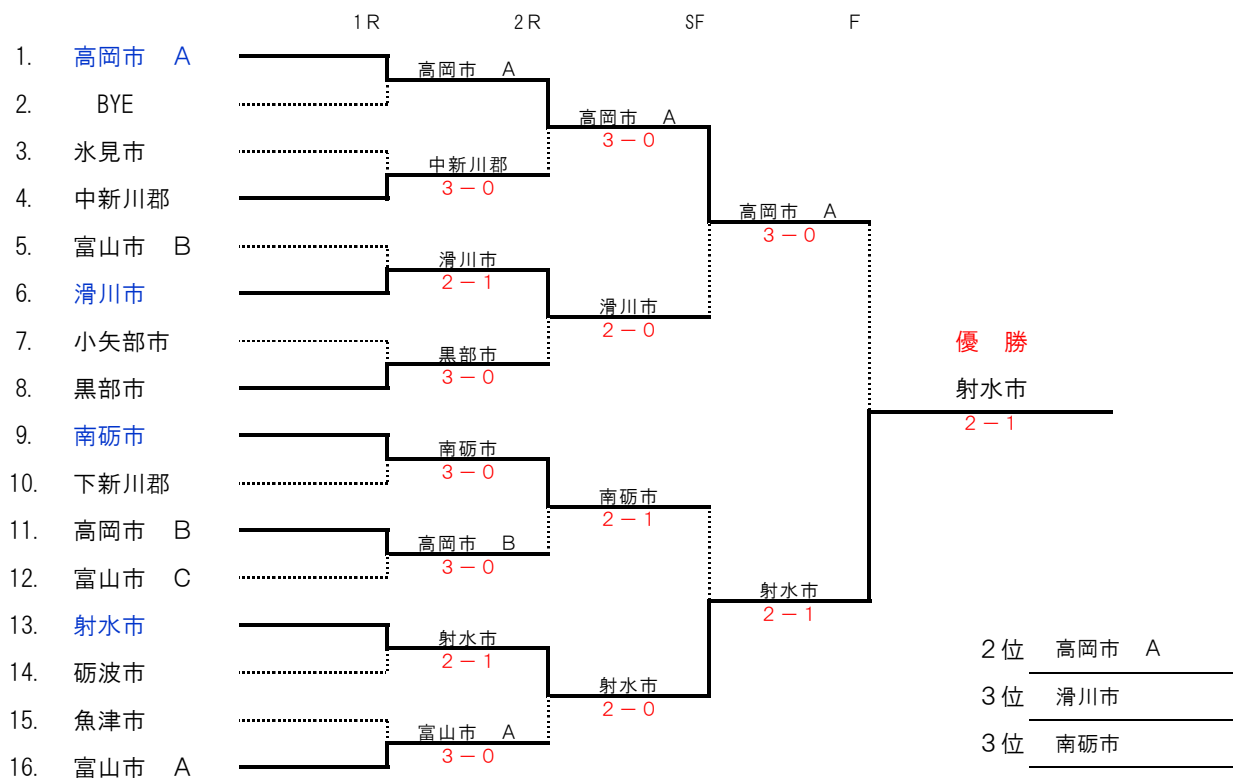 1R 2R SF F
1. 高岡市 A
高岡市 A
2. BYE
高岡市 A
3-0
3. 氷見市
中新川郡
3-0
4. 中新川郡
高岡市 A
3-0
5. 富山市 B
滑川市
2-1
6. 滑川市
滑川市
2-0
7. 小矢部市
黒部市
3-0
8. 黒部市
優 勝
射水市
2-1
9. 南砺市
南砺市
3-0
10. 下新川郡
南砺市
2-1
11. 高岡市 B
高岡市 B
3-0
12. 富山市 C
射水市
2-1
13. 射水市
射水市
2-1
14. 砺波市
射水市
2-0
15. 魚津市
富山市 A
3-0
16. 富山市 A
2位 高岡市 A
3位 滑川市
3位 南砺市